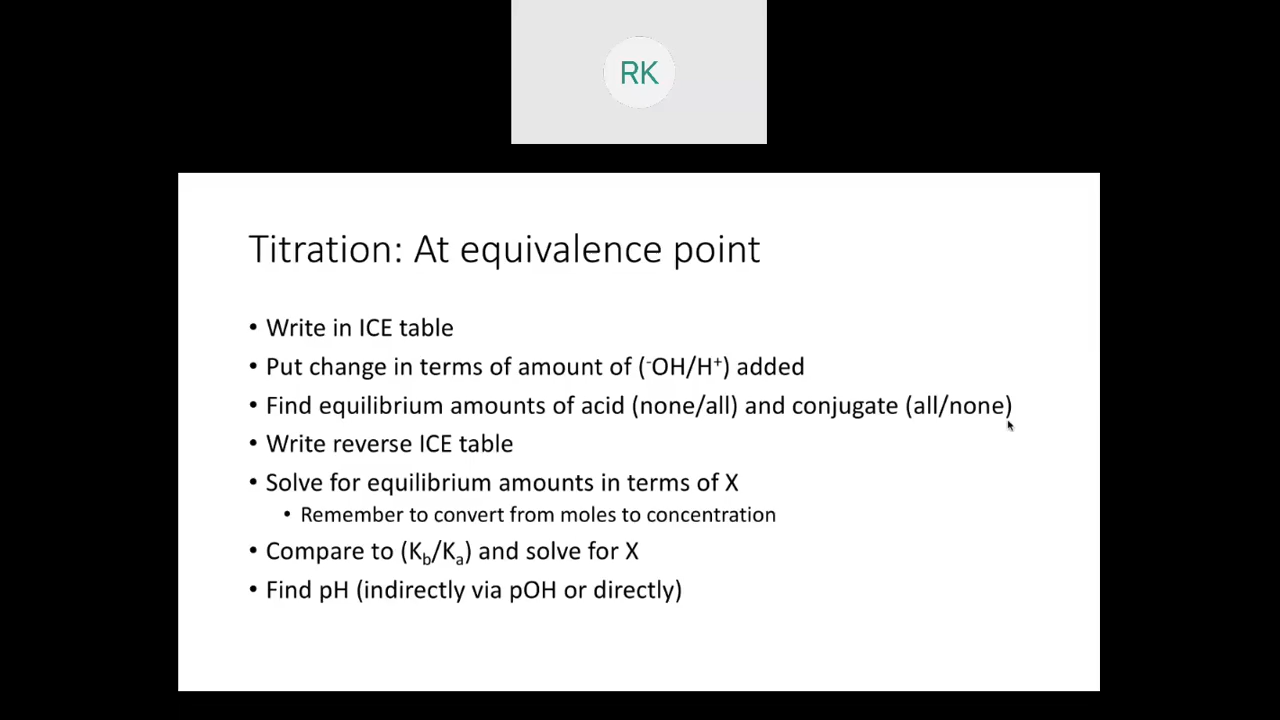 RK
Titration: At equivalence point
• Write in ICE table
• Put change in terms of amount of (⁻OH/H⁺) added
• Find equilibrium amounts of acid (none/all) and conjugate (all/none)
• Write reverse ICE table
• Solve for equilibrium amounts in terms of X
• Remember to convert from moles to concentration
• Compare to (K_b/K_a) and solve for X
• Find pH (indirectly via pOH or directly)